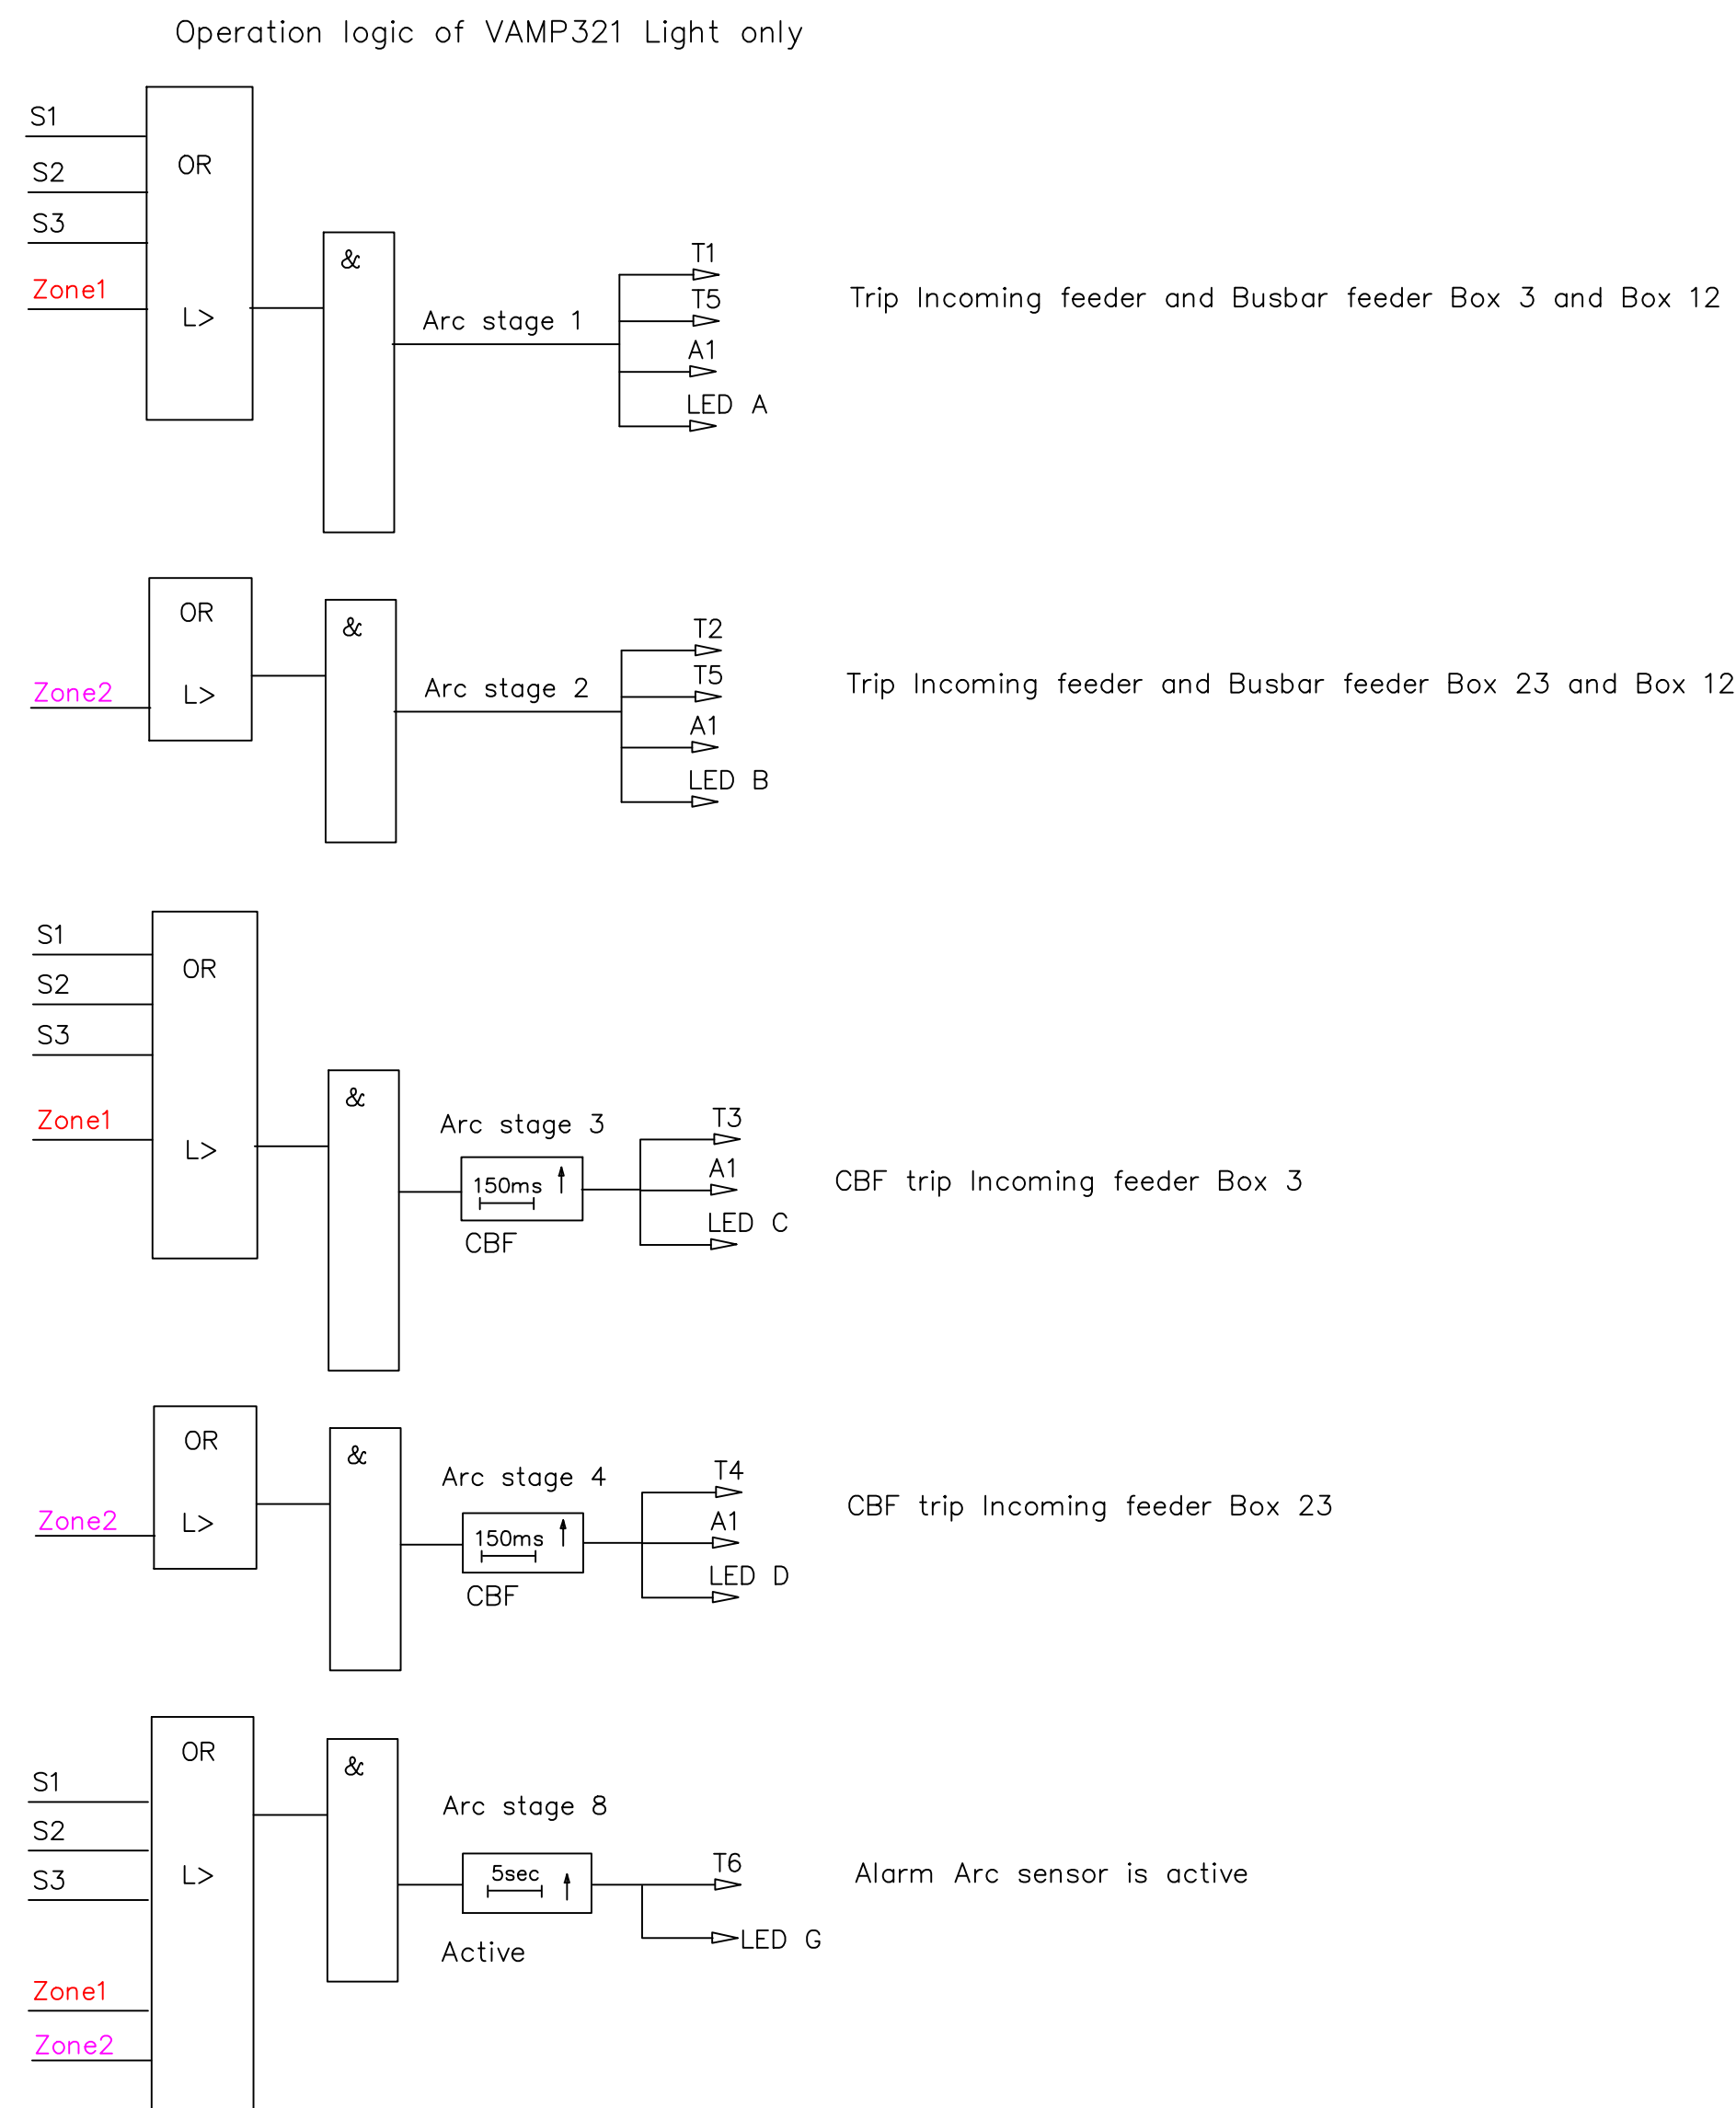 Operation logic of VAMP321 Light only
S1
OR
S2
S3
Zone1
L>
&
Arc stage 1
T1
T5
A1
LED A
Trip Incoming feeder and Busbar feeder Box 3 and Box 12
OR
Zone2
L>
&
Arc stage 2
T2
T5
A1
LED B
Trip Incoming feeder and Busbar feeder Box 23 and Box 12
S1
OR
S2
S3
Zone1
L>
&
Arc stage 3
150ms
CBF
T3
A1
LED C
CBF trip Incoming feeder Box 3
OR
Zone2
L>
&
Arc stage 4
150ms
CBF
T4
A1
LED D
CBF trip Incoming feeder Box 23
OR
S1
S2
S3
L>
Zone1
Zone2
&
Arc stage 8
5sec
Active
T6
LED G
Alarm Arc sensor is active